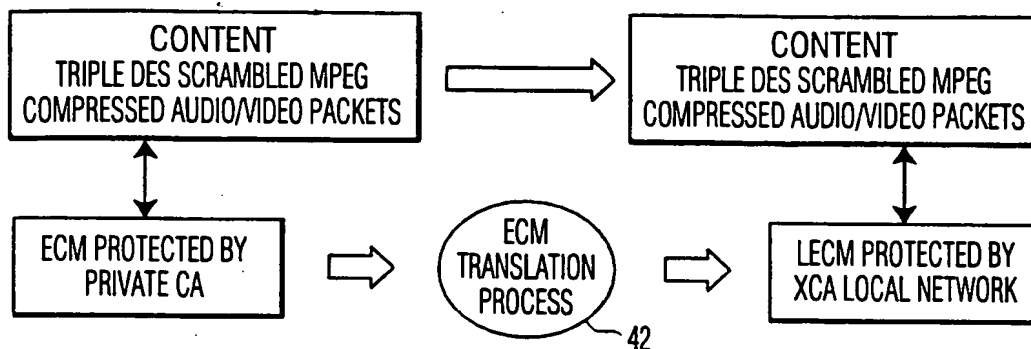 CONTENT
TRIPLE DES SCRAMBLED MPEG
COMPRESSED AUDIO/VIDEO PACKETS
CONTENT
TRIPLE DES SCRAMBLED MPEG
COMPRESSED AUDIO/VIDEO PACKETS
ECM PROTECTED BY
PRIVATE CA
ECM
TRANSLATION
PROCESS
42
LECM PROTECTED BY
XCA LOCAL NETWORK